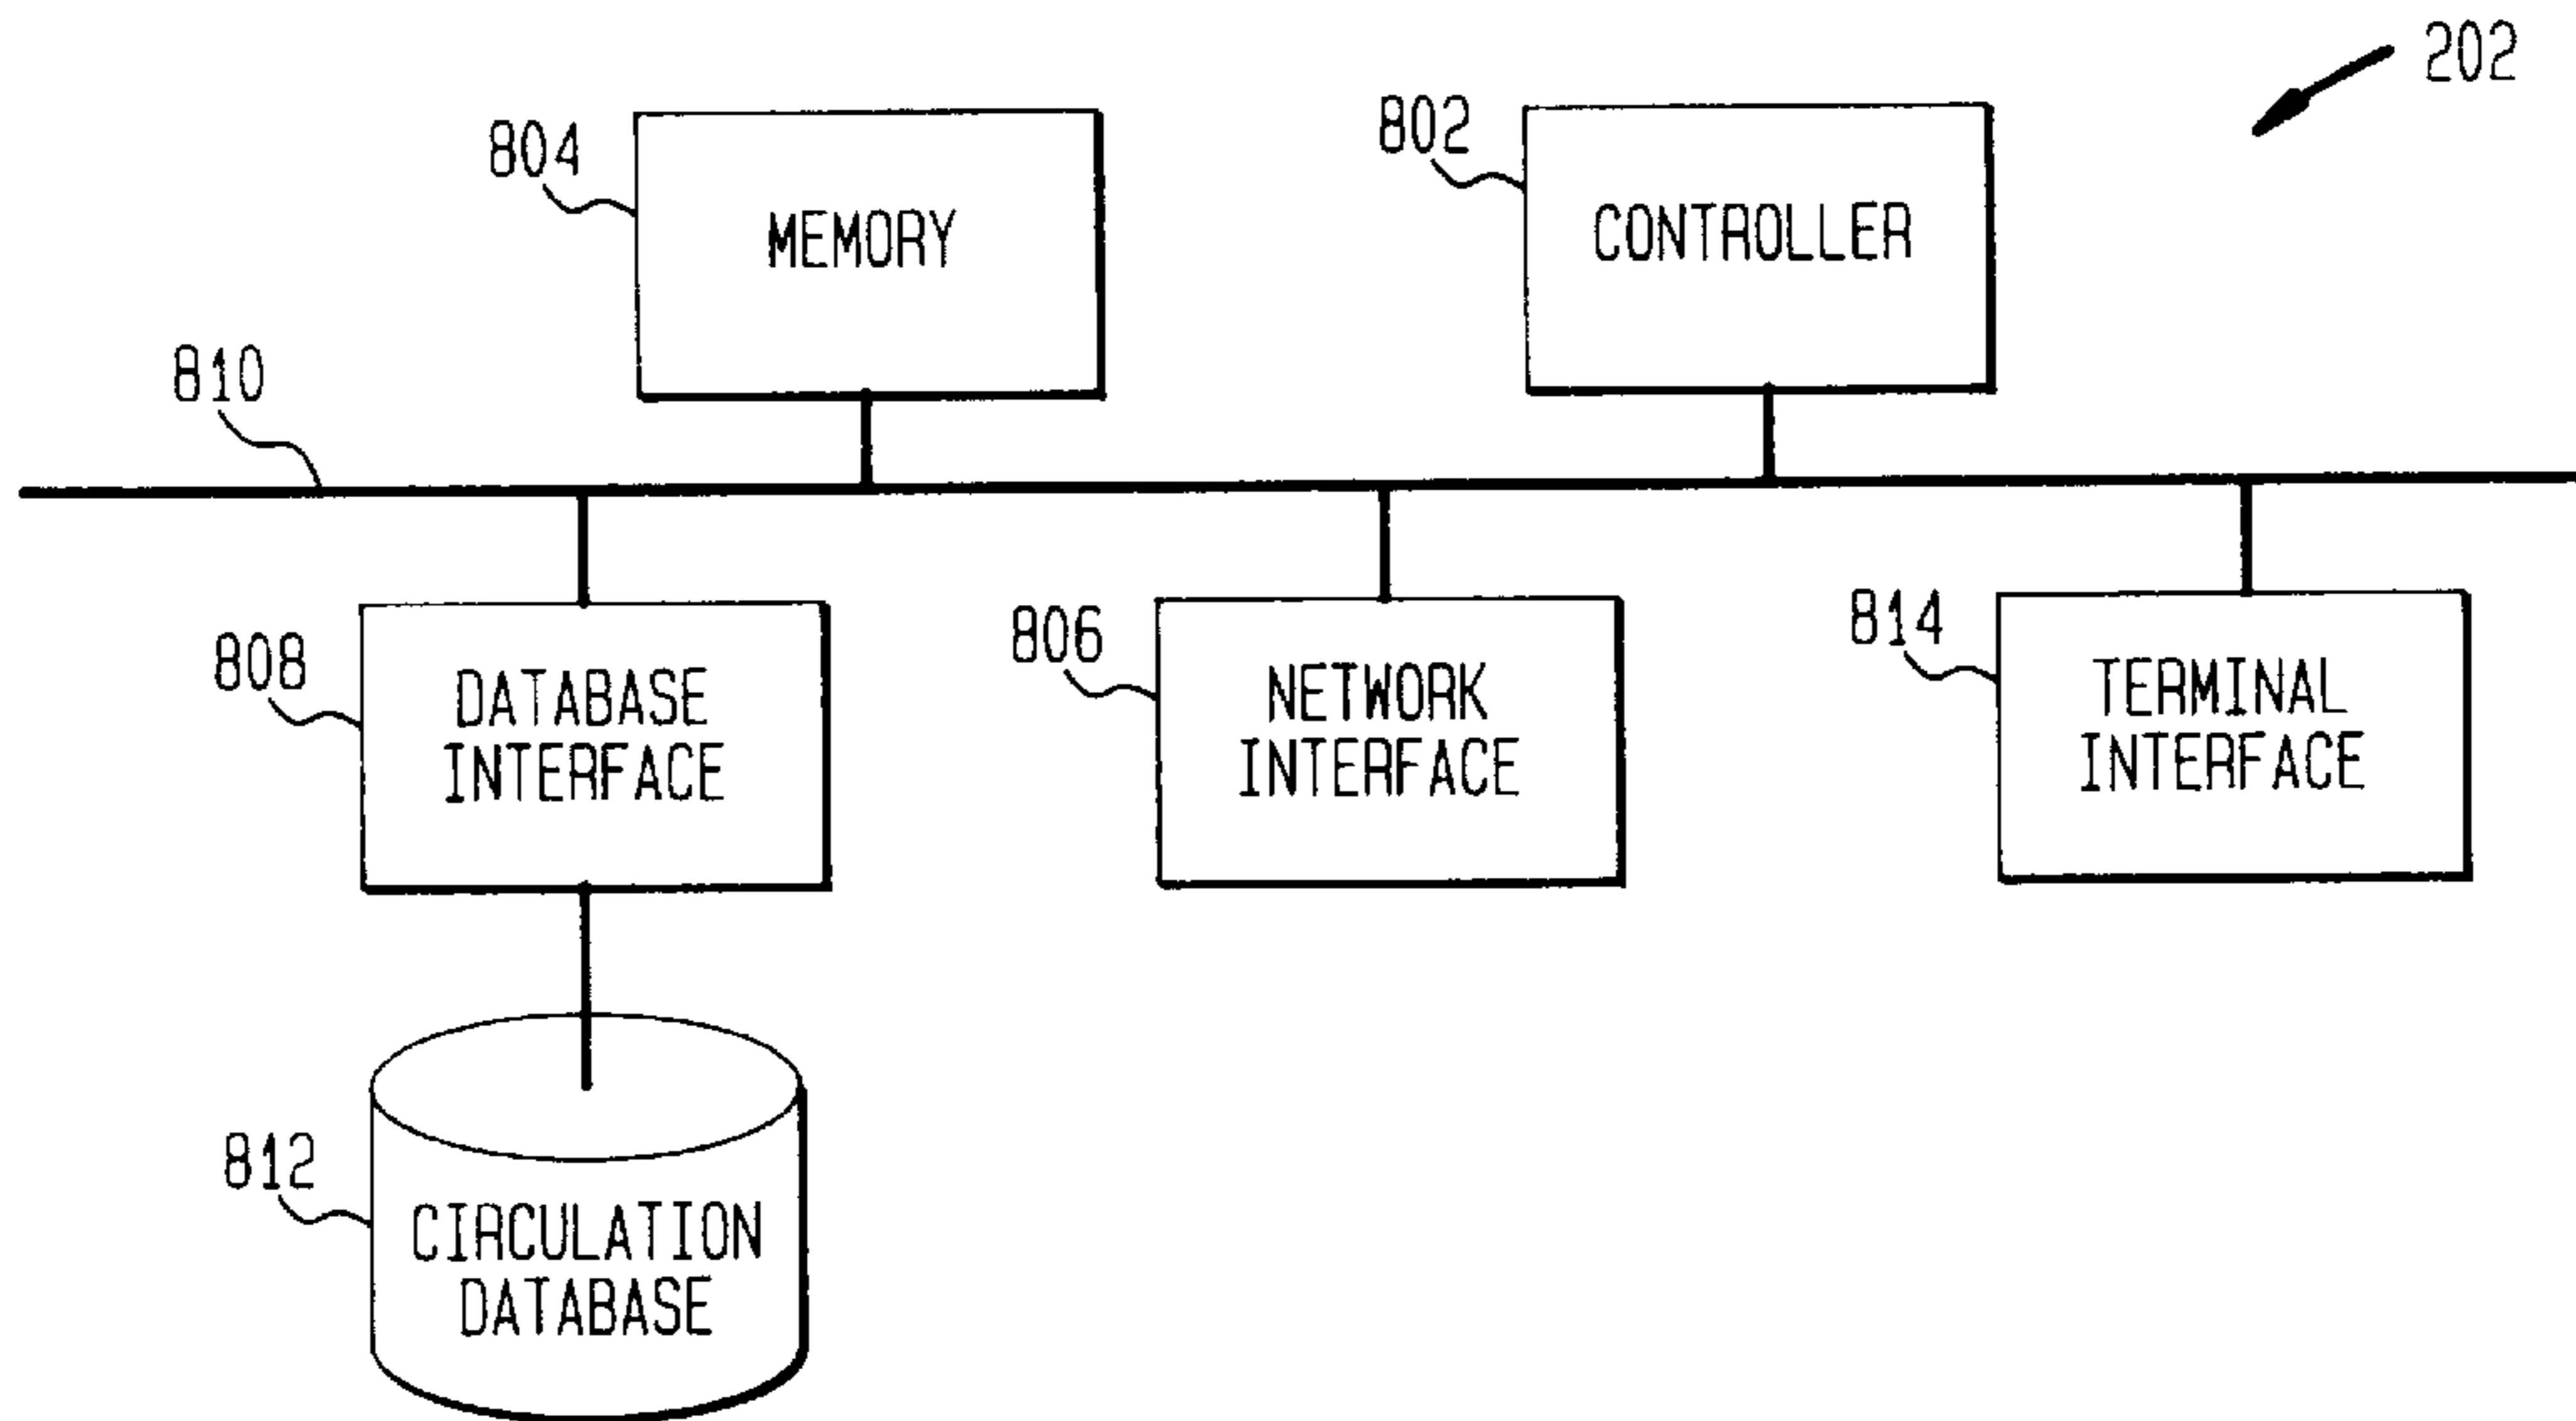 202
804
MEMORY
802
CONTROLLER
810
808
DATABASE
INTERFACE
806
NETWORK
INTERFACE
814
TERMINAL
INTERFACE
812
CIRCULATION
DATABASE